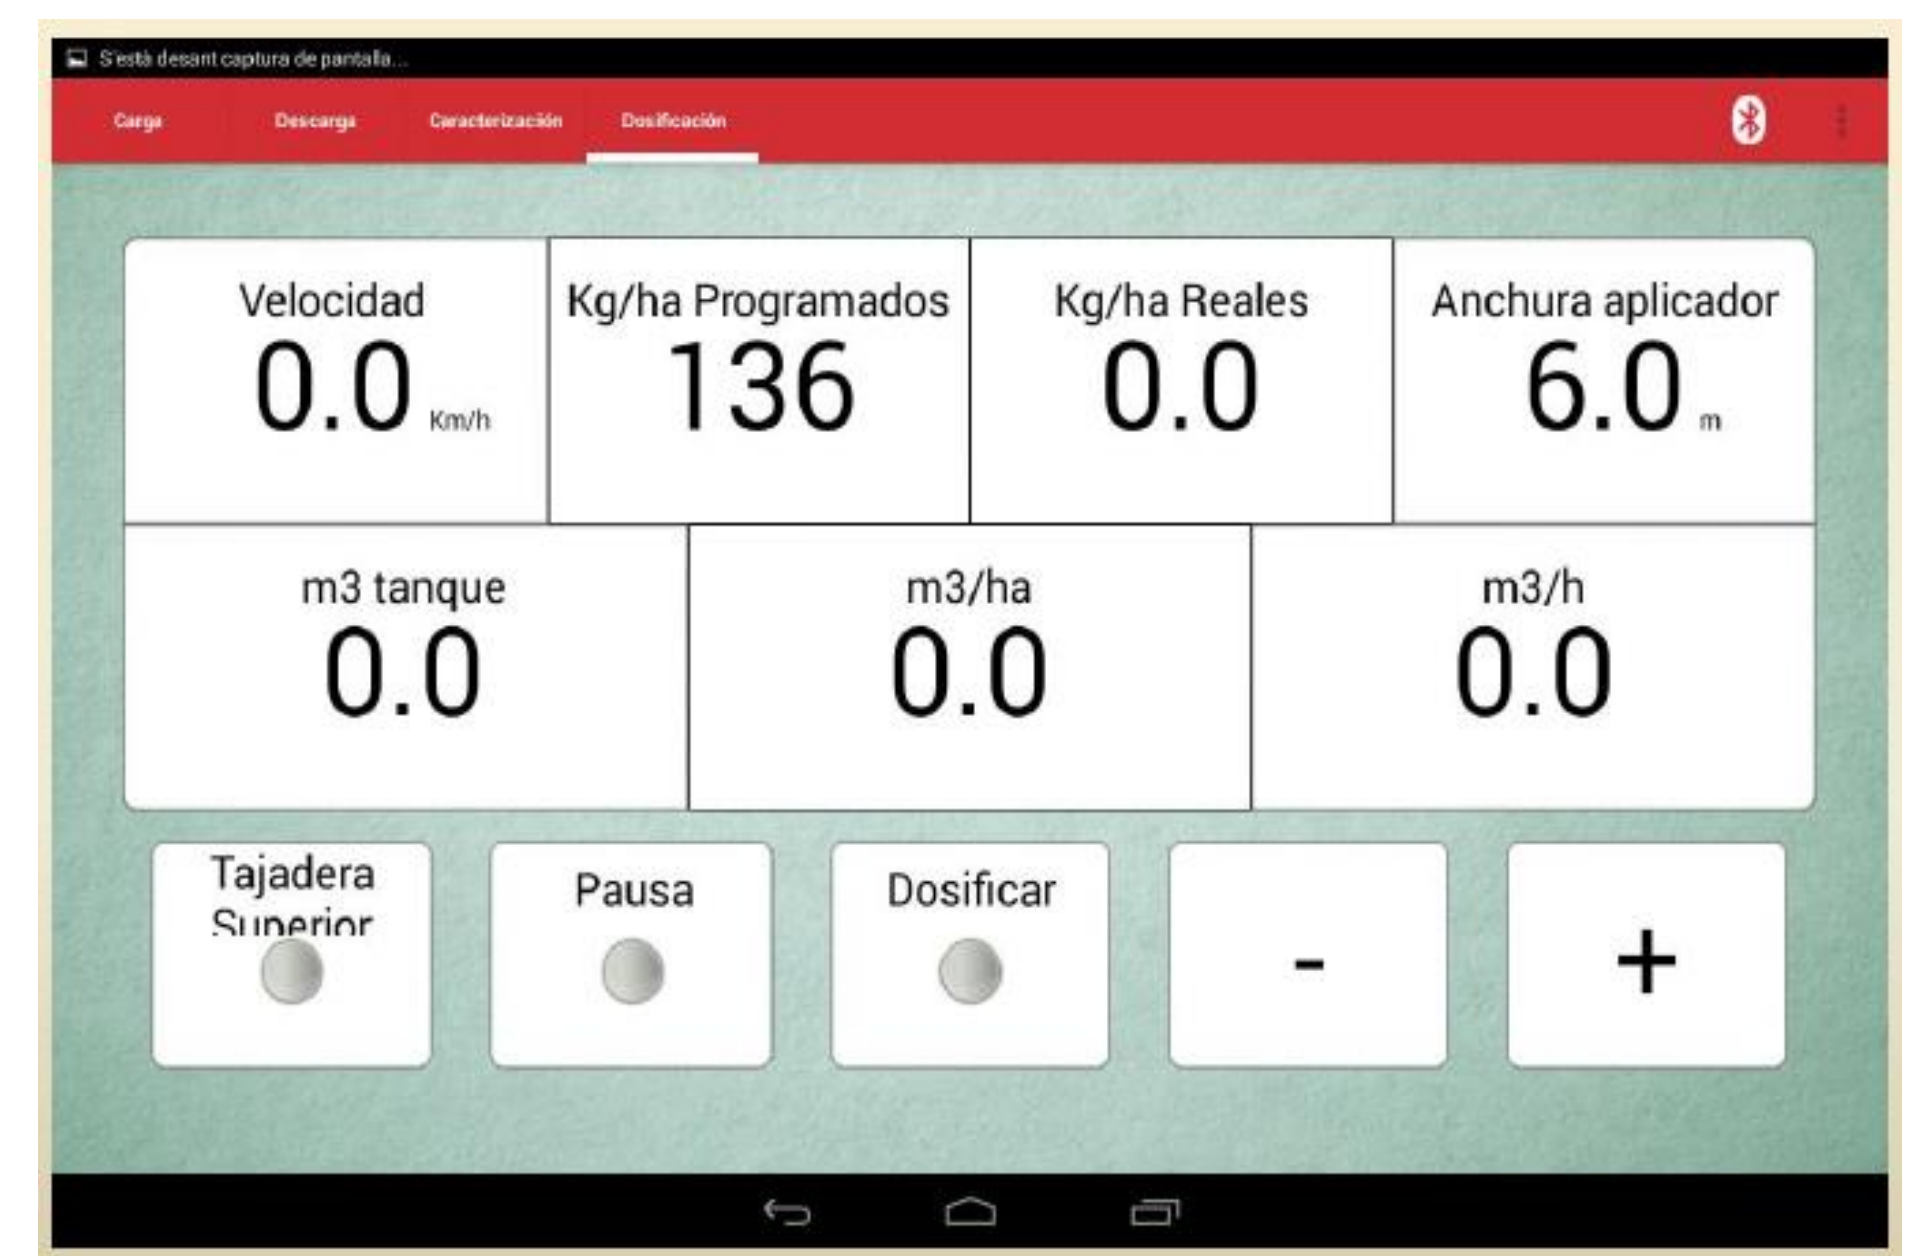 S'està desant captura de pantalla...
Carga Descarga Caracterización Dosificación
Velocidad Kg/ha Programados Kg/ha Reales Anchura aplicador
0.0 Km/h 136 0.0 6.0 m
m3 tanque m3/ha m3/h
0.0 0.0 0.0
Tajadera
Superior
Pausa
Dosificar
-
+